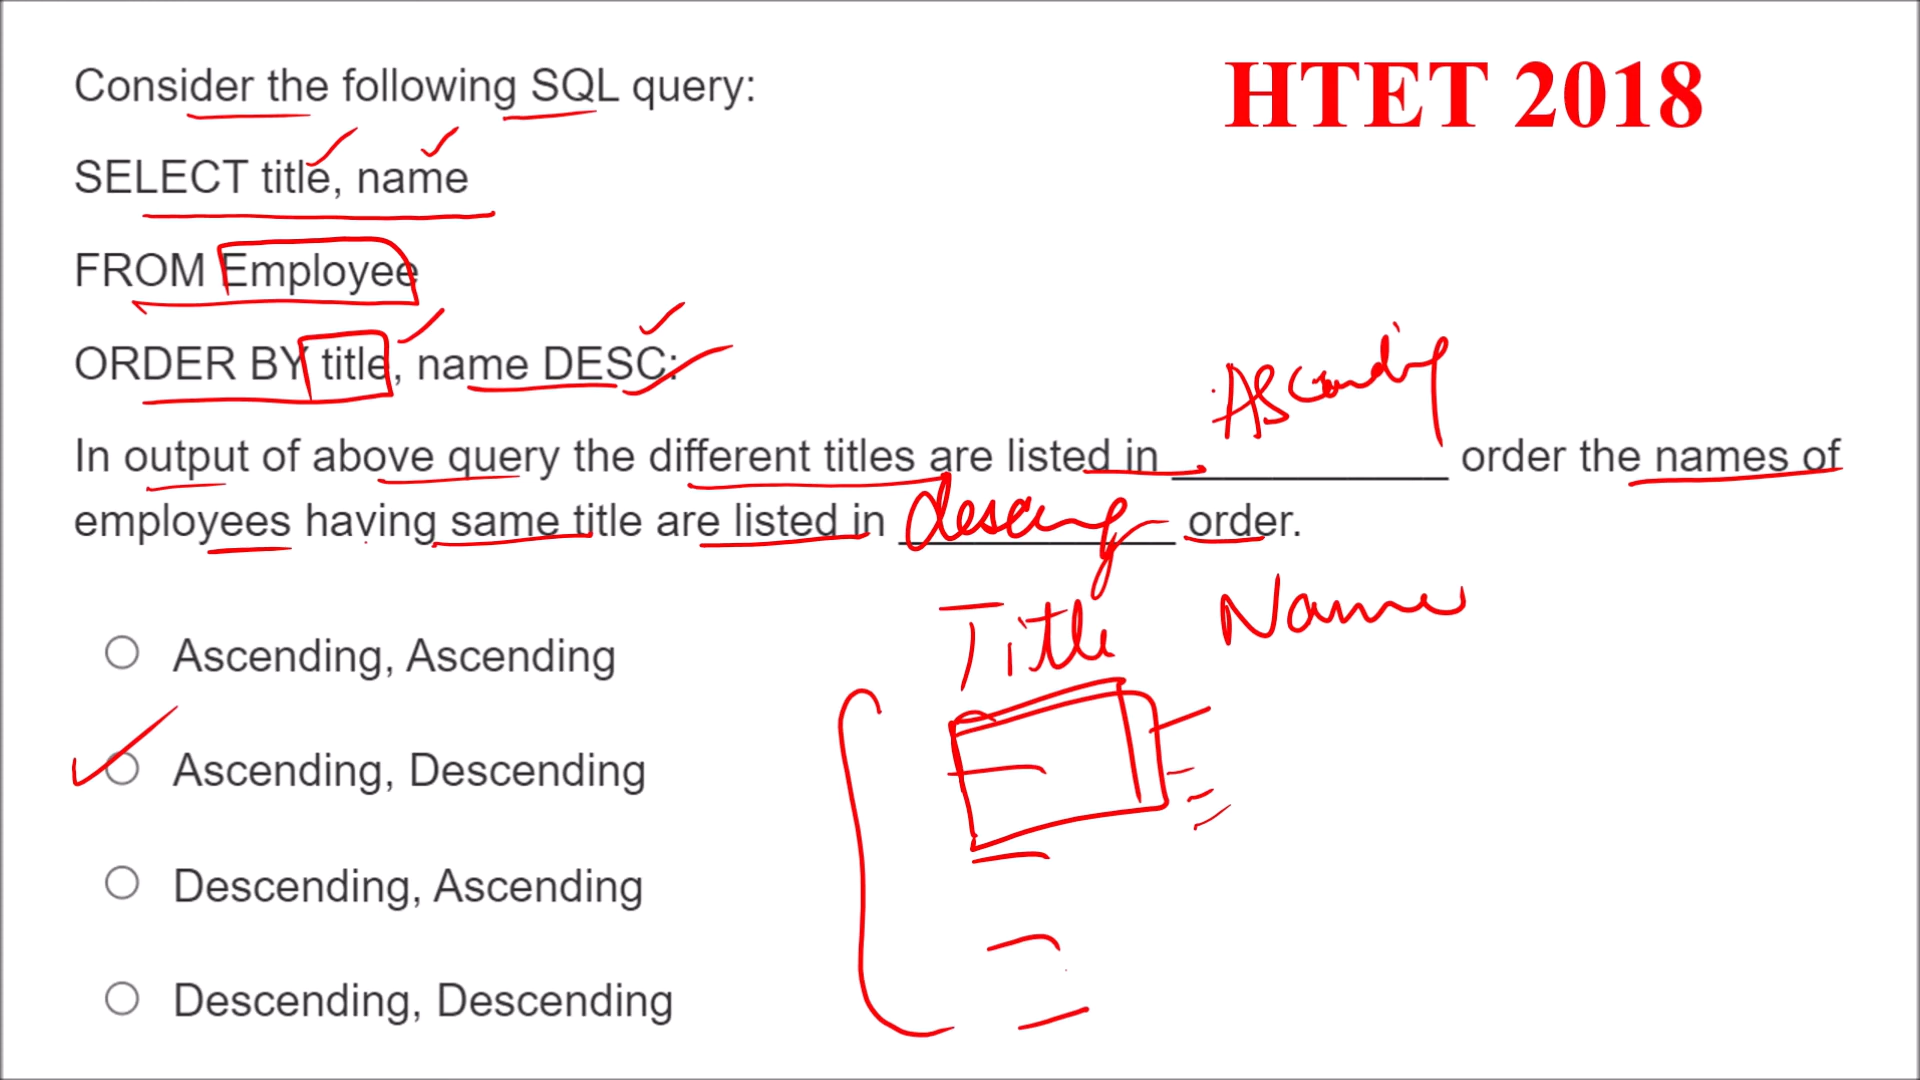 Consider the following SQL query:
HTET 2018
SELECT title, name
FROM Employee
ORDER BY title, name DESC:
Ascending
In output of above query the different titles are listed in ____________ order the names of
employees having same title are listed in ____________ order.
Title Name
Ascending, Ascending
Ascending, Descending
Descending, Ascending
Descending, Descending